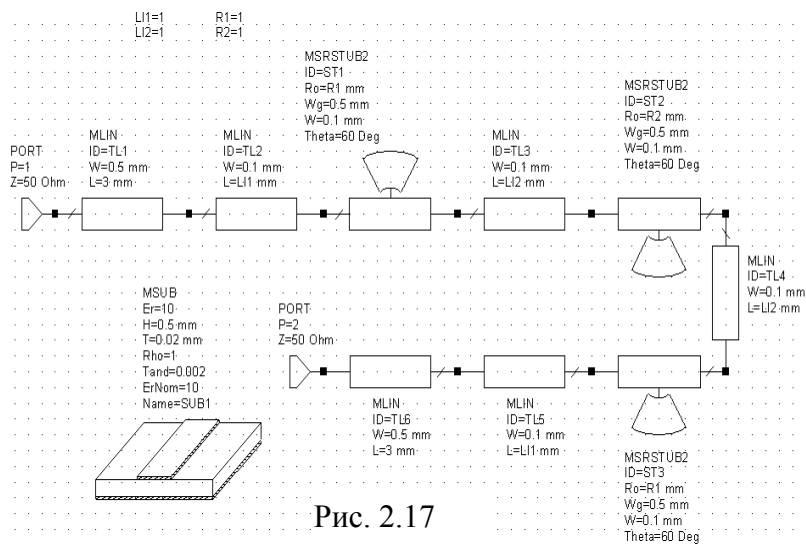 LI1=1 R1=1
LI2=1 R2=1
MSRSTUB2
ID=ST1
Ro=R1 mm
Wg=0.5 mm
W=0.1 mm
Theta=60 Deg
MSRSTUB2
ID=ST2
Ro=R2 mm
Wg=0.5 mm
W=0.1 mm
Theta=60 Deg
PORT
P=1
Z=50 Ohm
MLIN
ID=TL1
W=0.5 mm
L=3 mm
MLIN
ID=TL2
W=0.1 mm
L=LI1 mm
MLIN
ID=TL3
W=0.1 mm
L=LI2 mm
MLIN
ID=TL4
W=0.1 mm
L=LI2 mm
MSUB
Er=10
H=0.5 mm
T=0.02 mm
Rho=1
Tand=0.002
ErNom=10
Name=SUB1
PORT
P=2
Z=50 Ohm
MLIN
ID=TL6
W=0.5 mm
L=3 mm
MLIN
ID=TL5
W=0.1 mm
L=LI1 mm
MSRSTUB2
ID=ST3
Ro=R1 mm
Wg=0.5 mm
W=0.1 mm
Theta=60 Deg
Рис. 2.17